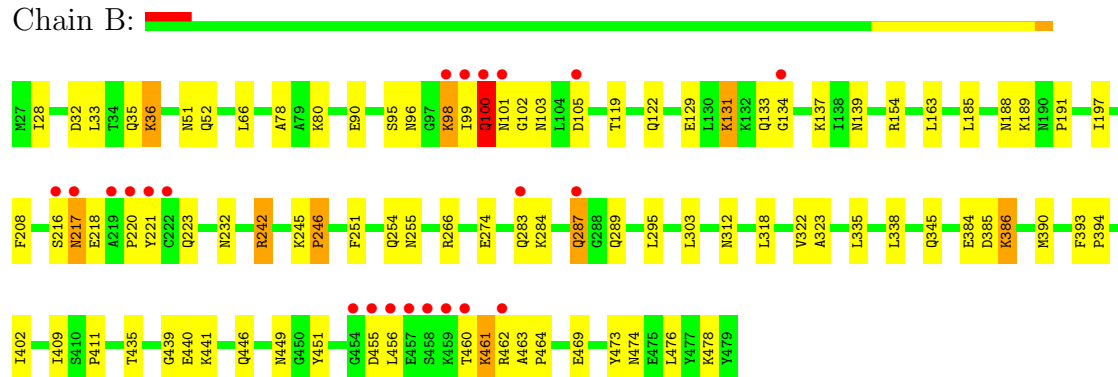 Chain B:
M27 I28 D32 L33 T34 Q35 K36 N51 Q52 L66 A78 A79 K80 E90 S95 N96 G97 K98 I99 Q100 N101 G102 N103 L104 D105 T119 Q122 E129 L130 K131 K132 Q133 G134 K137 I138 N139 R154 L163 L185 N188 K189 N190 P191 I197
F208 S216 N217 E218 A219 P220 Y221 C222 Q223 N232 R242 K245 P246 F251 Q254 N255 R266 E274 Q283 K284 Q287 G288 Q289 L295 L303 N312 L318 V322 A323 L335 L338 Q345 E384 D385 K386 M390 F393 P394
I402 I409 S410 P411 T435 G439 E440 K441 Q446 N449 G450 Y451 G454 D455 L456 E457 S458 K459 T460 K461 R462 A463 P464 E469 Y473 N474 E475 L476 Y477 K478 Y479